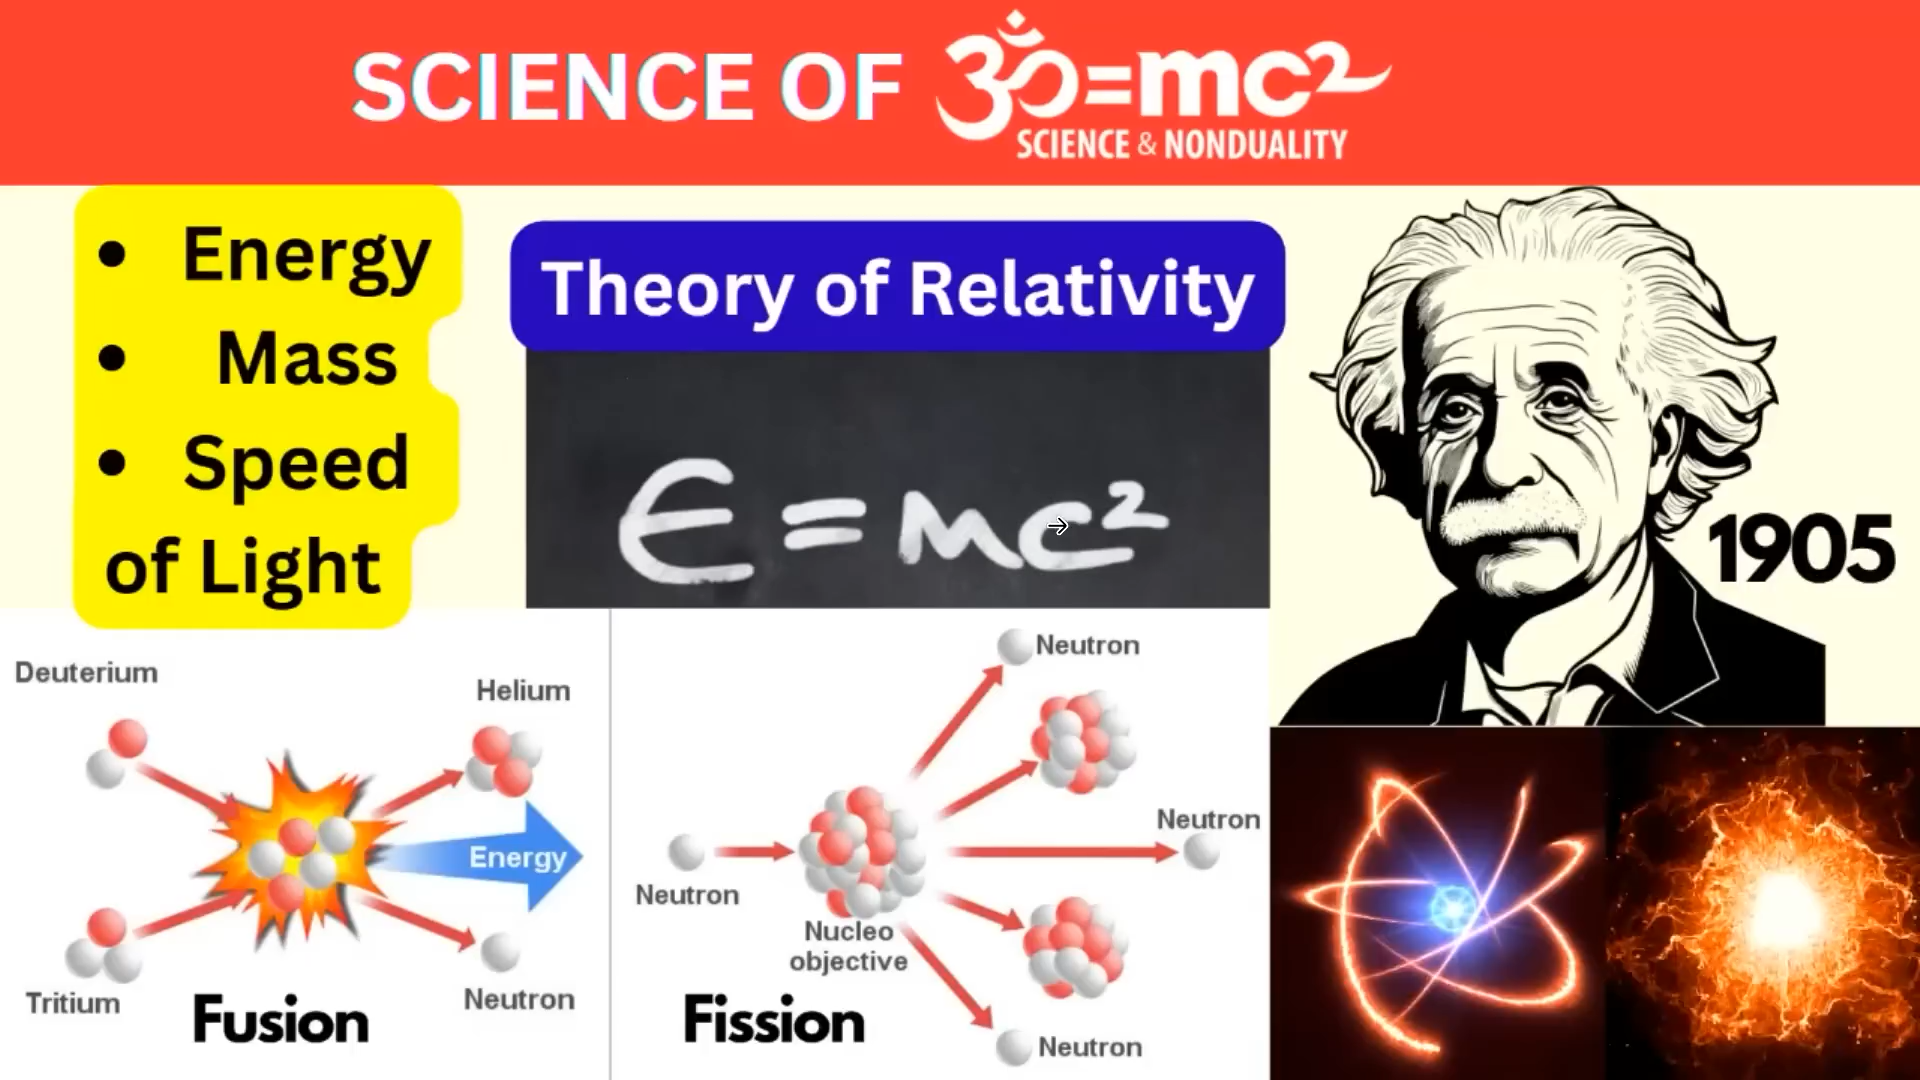 SCIENCE OF ॐ=mc²
SCIENCE & NONDUALITY
• Energy
• Mass
• Speed
of Light
Theory of Relativity
E=mc²
1905
Deuterium
Helium
Energy
Tritium
Neutron
Fusion
Neutron
Neutron
Neutron
Nucleo
objective
Neutron
Fission